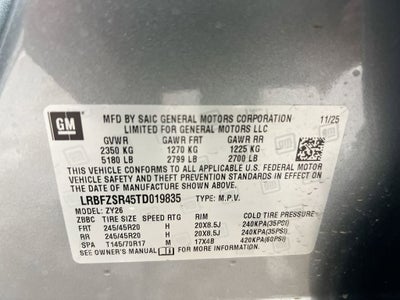 GM
MFD BY SAIC GENERAL MOTORS CORPORATION 11/25
LIMITED FOR GENERAL MOTORS LLC
GVWR GAWR FRT GAWR RR
2350 KG 1270 KG 1225 KG
5180 LB 2799 LB 2700 LB
THIS VEHICLE CONFORMS TO ALL APPLICABLE U.S. FEDERAL MOTOR
VEHICLE SAFETY AND THEFT PREVENTION STANDARDS IN EFFECT ON
THE DATE OF MANUFACTURE SHOWN ABOVE.
LRBFZSR45TD019835 TYPE: M.P.V.
MODEL: ZY26
ZBBC TIRE SIZE SPEED RTG RIM COLD TIRE PRESSURE
FRT 245/45R20 H 20X8.5J 240KPA(35PSI)
RR 245/45R20 H 20X8.5J 240KPA(35PSI)
SPA T145/70R17 M 17X4B 420KPA(60PSI)
SEE OWNER'S MANUAL FOR ADDITIONAL INFORMATION